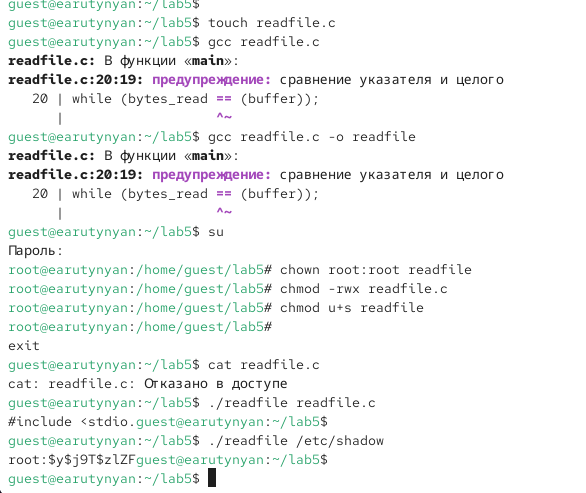 guest@earutynyan:~/lab5$
guest@earutynyan:~/lab5$ touch readfile.c
guest@earutynyan:~/lab5$ gcc readfile.c
readfile.c: В функции «main»:
readfile.c:20:19: предупреждение: сравнение указателя и целого
   20 | while (bytes_read == (buffer));
      |                   ^~
guest@earutynyan:~/lab5$ gcc readfile.c -o readfile
readfile.c: В функции «main»:
readfile.c:20:19: предупреждение: сравнение указателя и целого
   20 | while (bytes_read == (buffer));
      |                   ^~
guest@earutynyan:~/lab5$ su
Пароль:
root@earutynyan:/home/guest/lab5# chown root:root readfile
root@earutynyan:/home/guest/lab5# chmod -rwx readfile.c
root@earutynyan:/home/guest/lab5# chmod u+s readfile
root@earutynyan:/home/guest/lab5#
exit
guest@earutynyan:~/lab5$ cat readfile.c
cat: readfile.c: Отказано в доступе
guest@earutynyan:~/lab5$ ./readfile readfile.c
#include <stdio.guest@earutynyan:~/lab5$
guest@earutynyan:~/lab5$ ./readfile /etc/shadow
root:$y$j9T$zlZFguest@earutynyan:~/lab5$
guest@earutynyan:~/lab5$